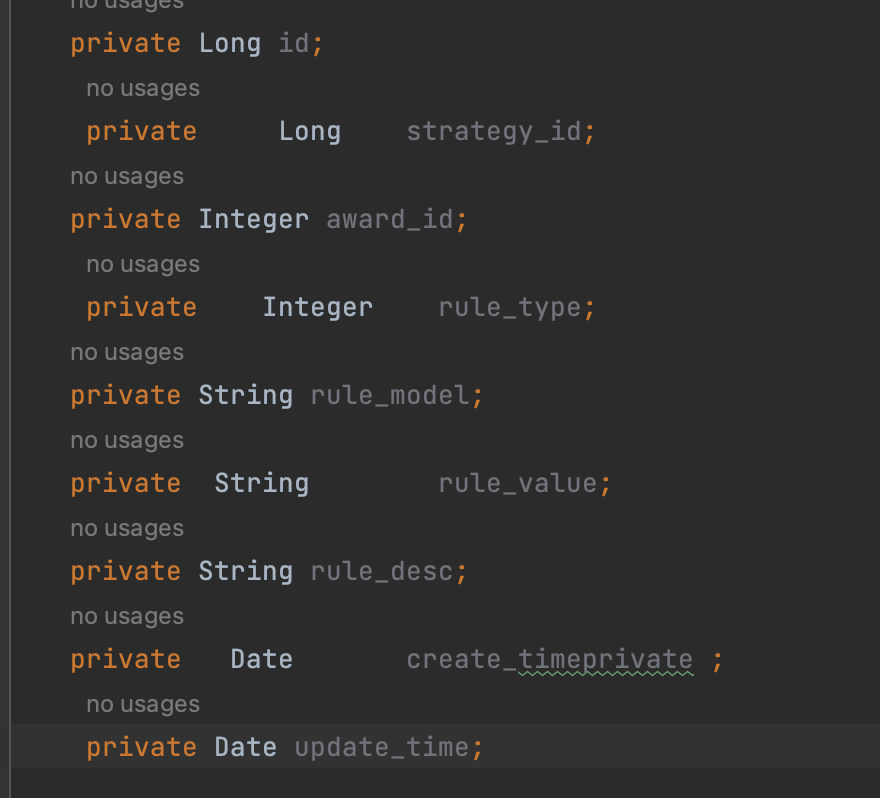 no usages
private Long id;
no usages
private Long strategy_id;
no usages
private Integer award_id;
no usages
private Integer rule_type;
no usages
private String rule_model;
no usages
private String rule_value;
no usages
private String rule_desc;
no usages
private Date create_timeprivate ;
no usages
private Date update_time;